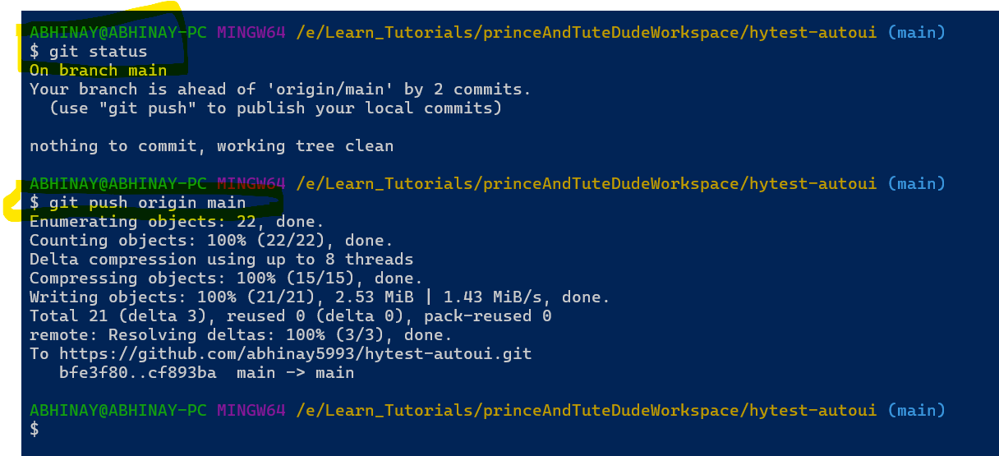 ABHINAY@ABHINAY-PC MINGW64 /e/Learn_Tutorials/princeAndTuteDudeWorkspace/hytest-autoui (main)
$ git status
On branch main
Your branch is ahead of 'origin/main' by 2 commits.
  (use "git push" to publish your local commits)
nothing to commit, working tree clean
ABHINAY@ABHINAY-PC MINGW64 /e/Learn_Tutorials/princeAndTuteDudeWorkspace/hytest-autoui (main)
$ git push origin main
Enumerating objects: 22, done.
Counting objects: 100% (22/22), done.
Delta compression using up to 8 threads
Compressing objects: 100% (15/15), done.
Writing objects: 100% (21/21), 2.53 MiB | 1.43 MiB/s, done.
Total 21 (delta 3), reused 0 (delta 0), pack-reused 0
remote: Resolving deltas: 100% (3/3), done.
To https://github.com/abhinay5993/hytest-autoui.git
   bfe3f80..cf893ba  main -> main
ABHINAY@ABHINAY-PC MINGW64 /e/Learn_Tutorials/princeAndTuteDudeWorkspace/hytest-autoui (main)
$